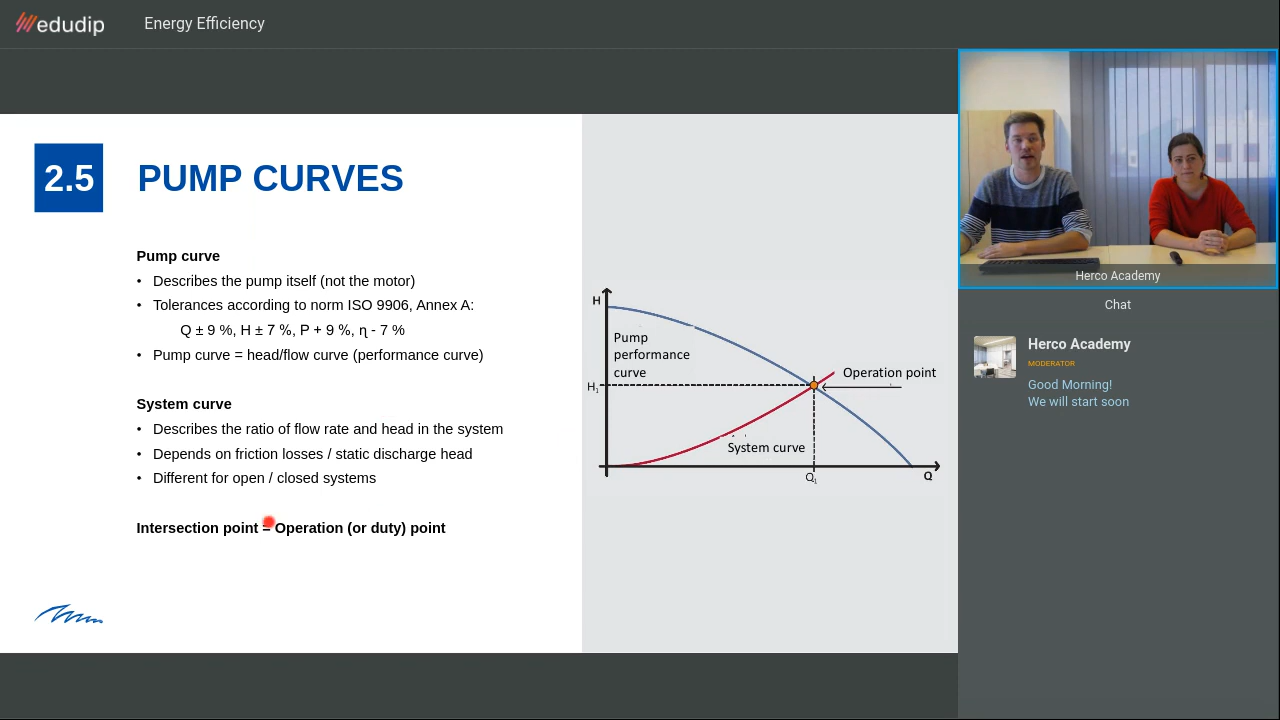 edudip
Energy Efficiency
2.5
PUMP CURVES
Pump curve
• Describes the pump itself (not the motor)
• Tolerances according to norm ISO 9906, Annex A:
Q ± 9 %, H ± 7 %, P + 9 %, η - 7 %
• Pump curve = head/flow curve (performance curve)
System curve
• Describes the ratio of flow rate and head in the system
• Depends on friction losses / static discharge head
• Different for open / closed systems
Intersection point = Operation (or duty) point
H
Pump
performance
curve
H₁
Operation point
System curve
Q₁
Q
Herco Academy
Chat
Herco Academy
MODERATOR
Good Morning!
We will start soon